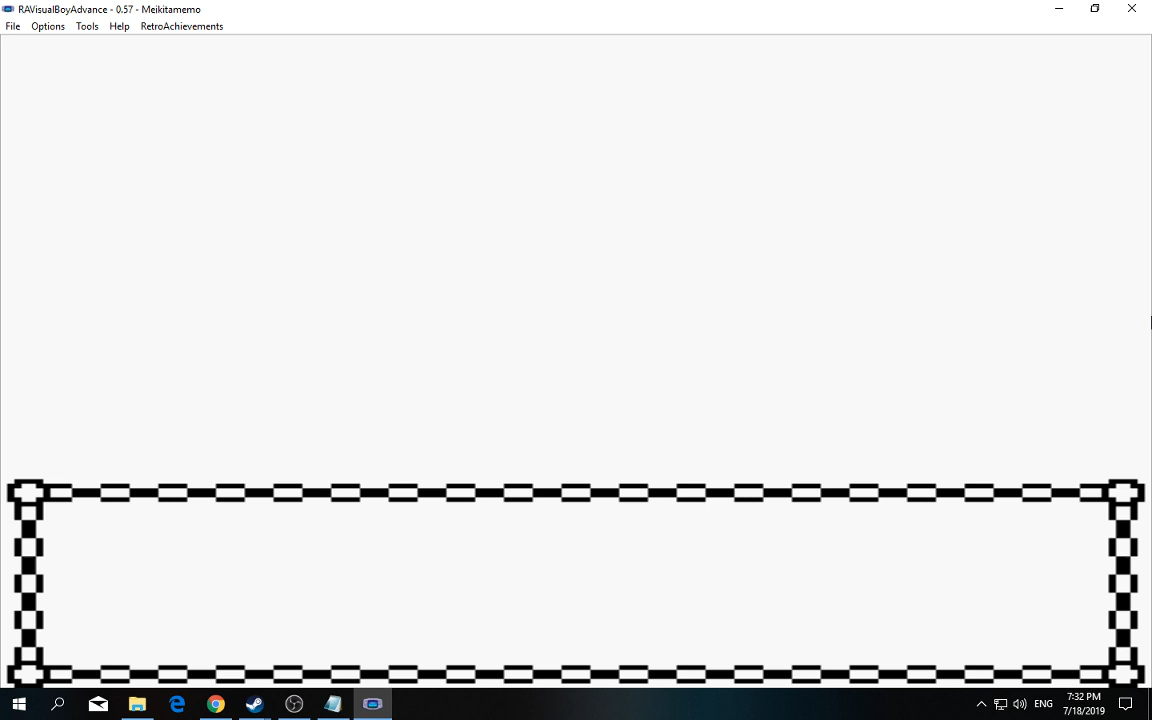 RAVisualBoyAdvance - 0.57 - Meikitamemo
File Options Tools Help RetroAchievements
ENG
7:32 PM
7/18/2019